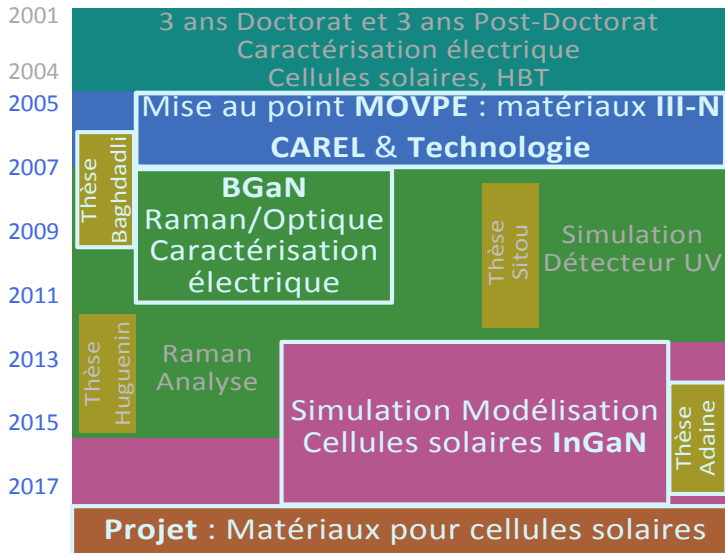 2001
3 ans Doctorat et 3 ans Post-Doctorat
Caractérisation électrique
2004
Cellules solaires, HBT
2005
Mise au point MOVPE : matériaux III-N
CAREL & Technologie
Thèse
Baghdadli
2007
BGaN
Raman/Optique
Caractérisation
électrique
2009
Thèse
Sitou
Simulation
Détecteur UV
2011
Thèse
Huguenin
Raman
Analyse
2013
Simulation Modélisation
Cellules solaires InGaN
2015
Thèse
Adaine
2017
Projet : Matériaux pour cellules solaires